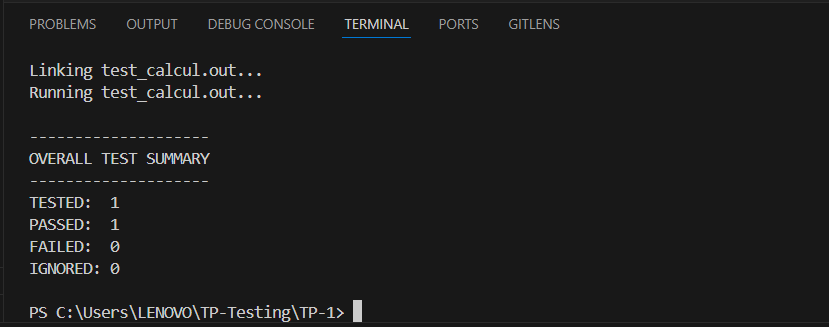 PROBLEMS OUTPUT DEBUG CONSOLE TERMINAL PORTS GITLENS
Linking test_calcul.out...
Running test_calcul.out...
--------------------
OVERALL TEST SUMMARY
--------------------
TESTED:  1
PASSED:  1
FAILED:  0
IGNORED: 0
PS C:\Users\LENOVO\TP-Testing\TP-1>